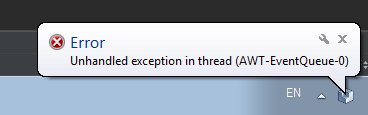 Error
Unhandled exception in thread (AWT-EventQueue-0)
EN